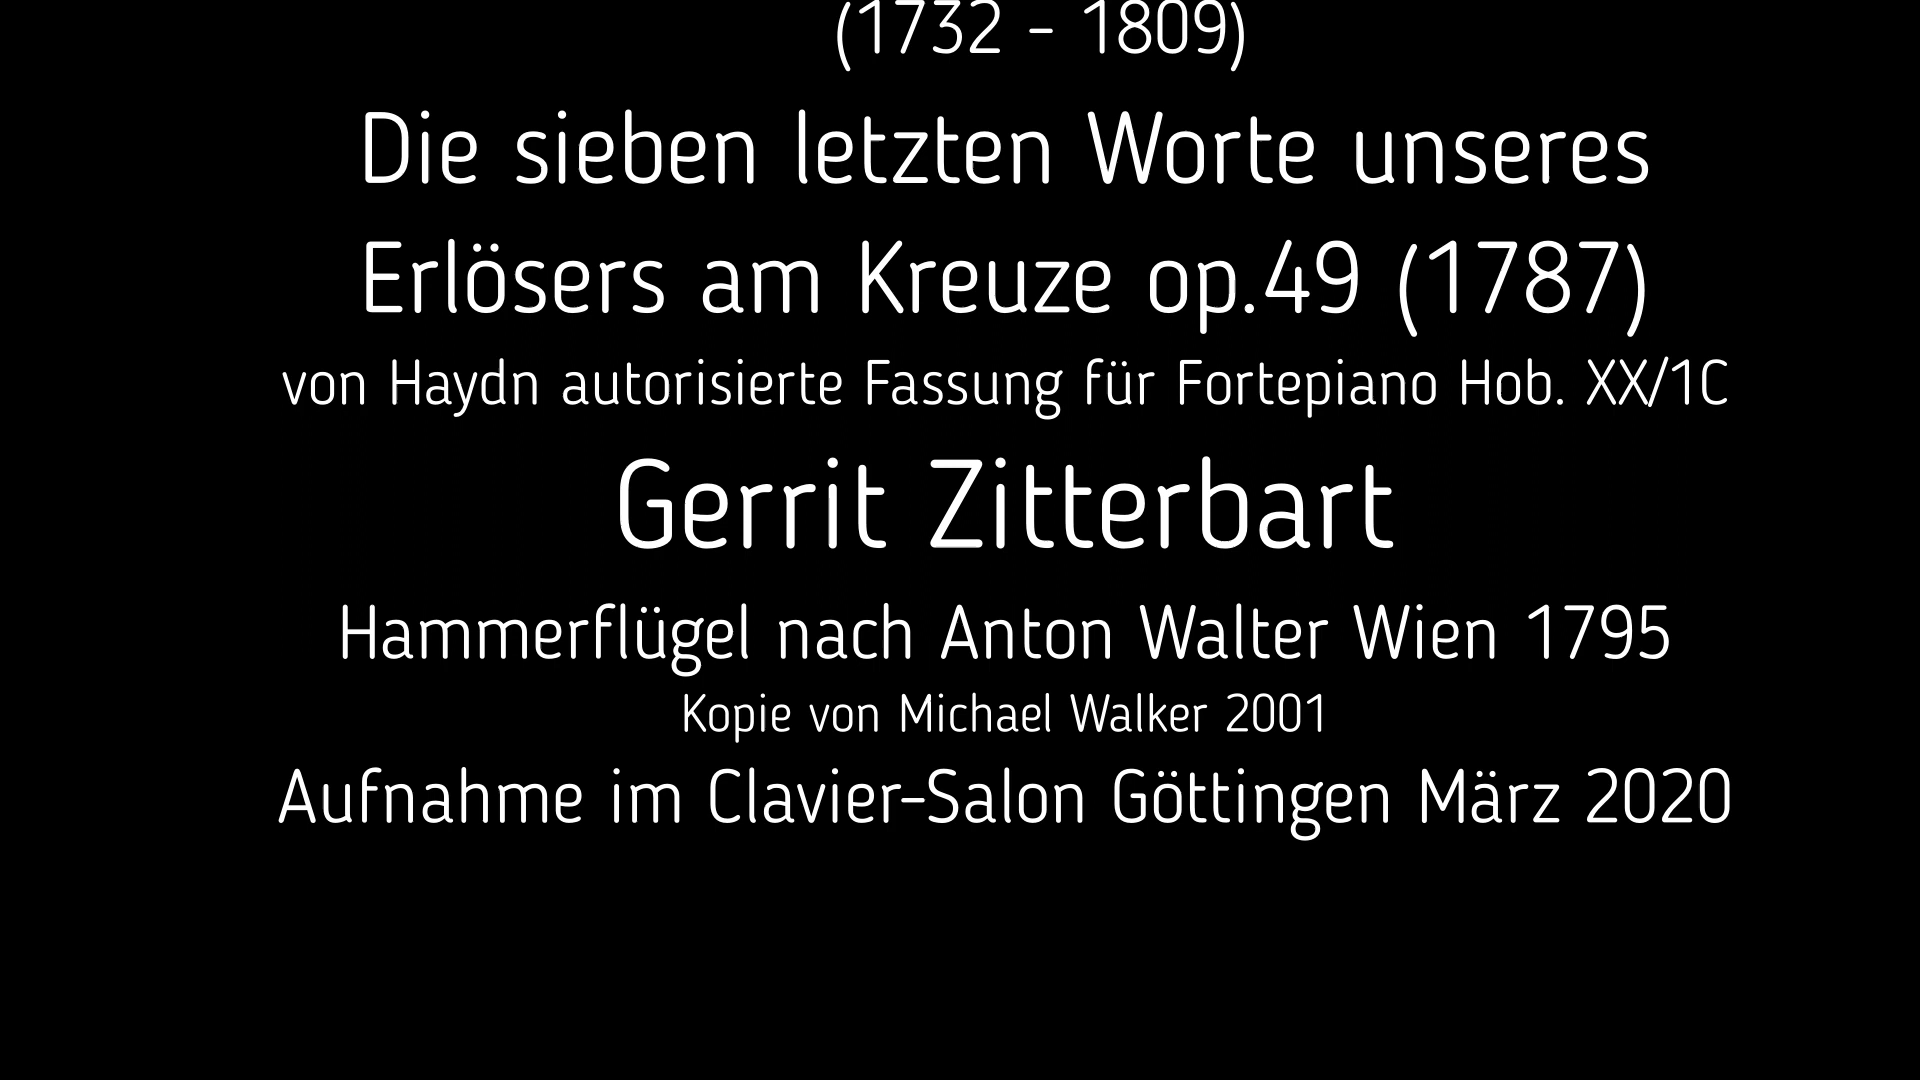 (1732 - 1809)
Die sieben letzten Worte unseres
Erlösers am Kreuze op.49 (1787)
von Haydn autorisierte Fassung für Fortepiano Hob. XX/1C
Gerrit Zitterbart
Hammerflügel nach Anton Walter Wien 1795
Kopie von Michael Walker 2001
Aufnahme im Clavier-Salon Göttingen März 2020